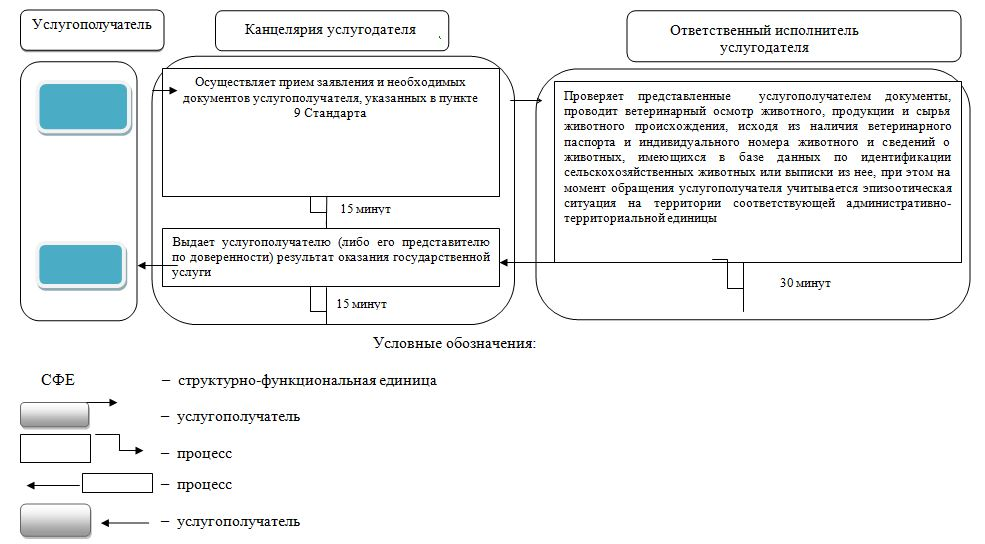 Услугополучатель
Канцелярия услугодателя
Ответственный исполнитель
услугодателя
Осуществляет прием заявления и необходимых
документов услугополучателя, указанных в пункте
9 Стандарта
15 минут
Выдает услугополучателю (либо его представителю
по доверенности) результат оказания государственной
услуги
15 минут
Проверяет представленные услугополучателем документы,
проводит ветеринарный осмотр животного, продукции и сырья
животного происхождения, исходя из наличия ветеринарного
паспорта и индивидуального номера животного и сведений о
животных, имеющихся в базе данных по идентификации
сельскохозяйственных животных или выписки из нее, при этом на
момент обращения услугополучателя учитывается эпизоотическая
ситуация на территории соответствующей административно-
территориальной единицы
30 минут
Условные обозначения:
СФЕ – структурно-функциональная единица
– услугополучатель
– процесс
– процесс
– услугополучатель